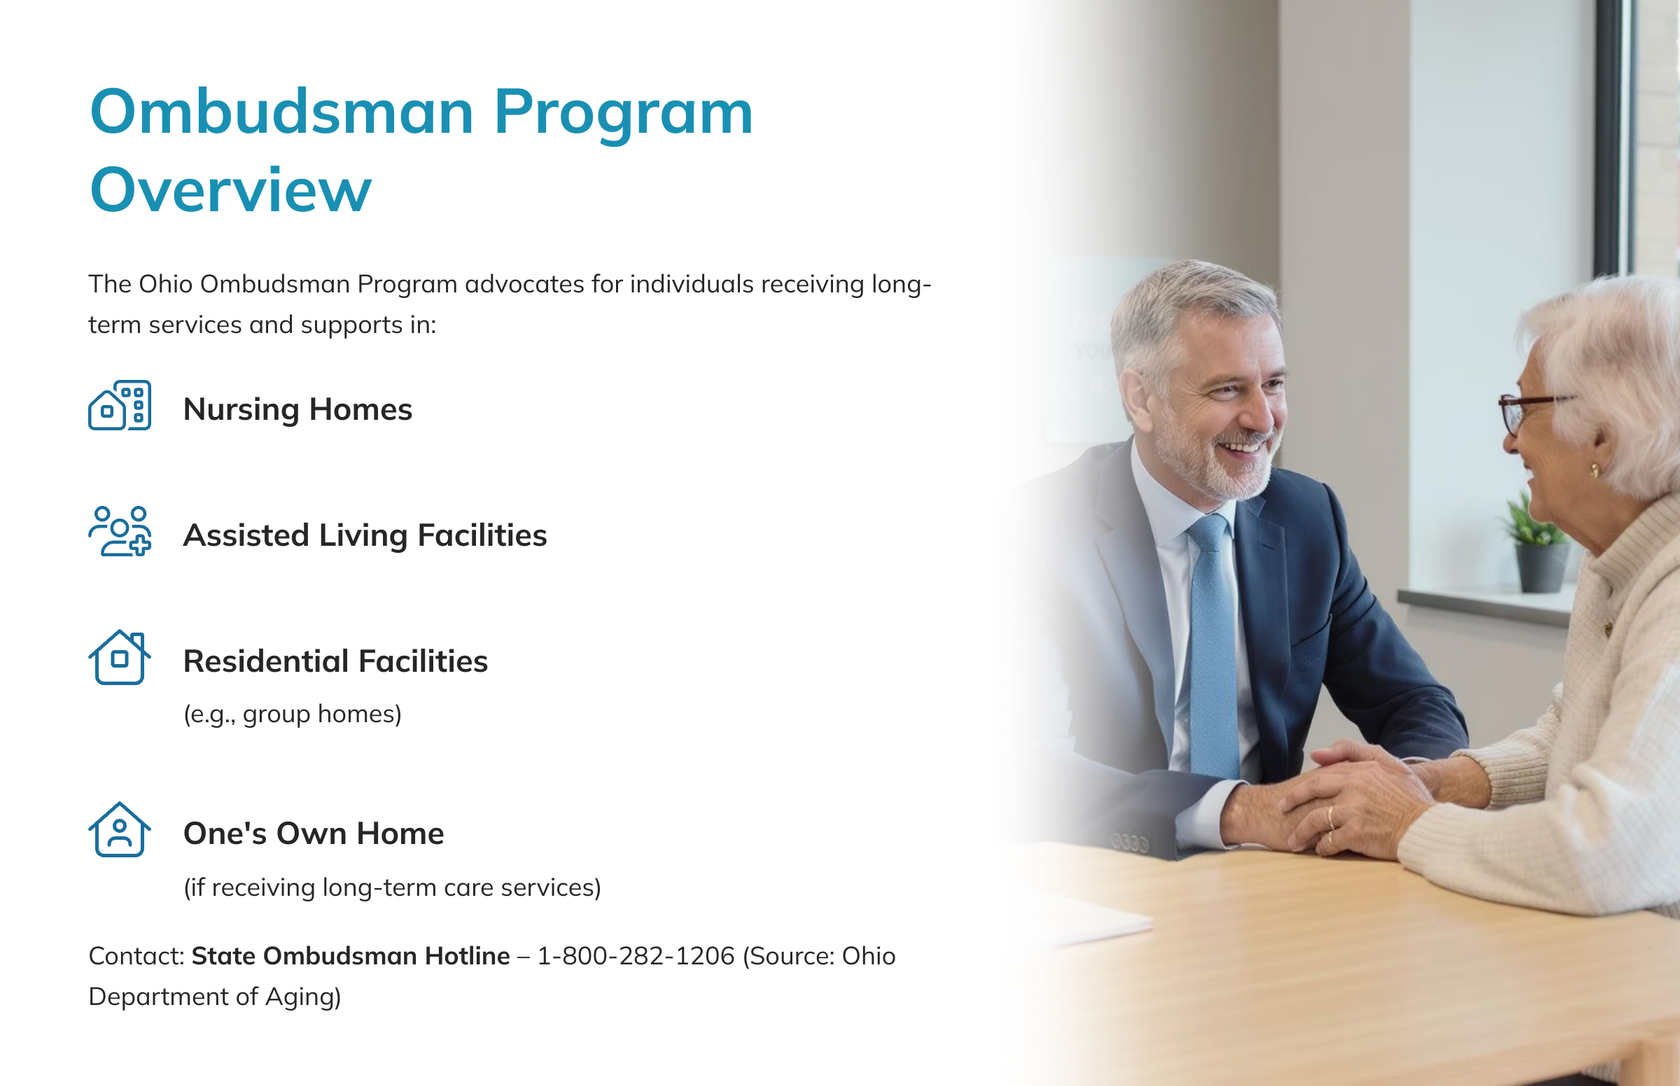 Ombudsman Program
Overview
The Ohio Ombudsman Program advocates for individuals receiving long-
term services and supports in:
Nursing Homes
Assisted Living Facilities
Residential Facilities
(e.g., group homes)
One's Own Home
(if receiving long-term care services)
Contact: State Ombudsman Hotline – 1-800-282-1206 (Source: Ohio
Department of Aging)